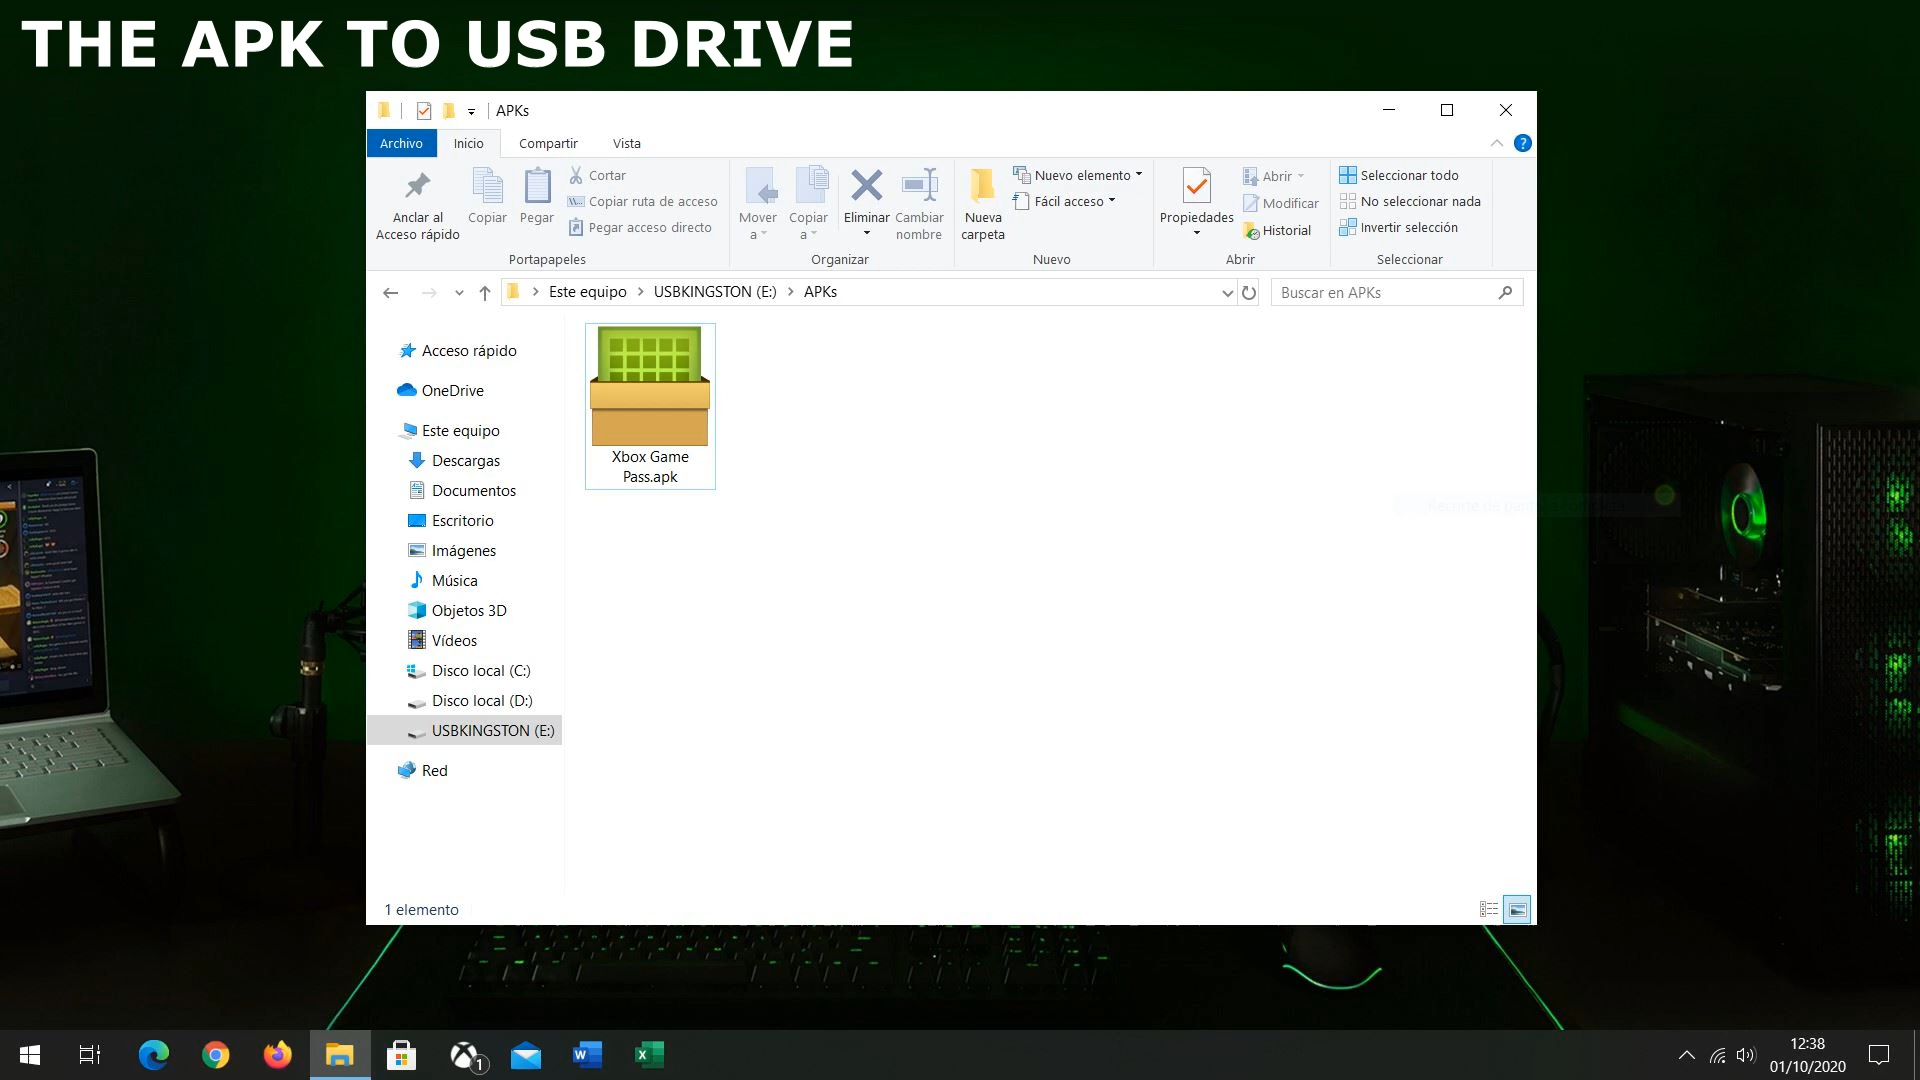 THE APK TO USB DRIVE
APKs
Archivo
Inicio
Compartir
Vista
Anclar al
Acceso rápido
Copiar
Pegar
Cortar
Copiar ruta de acceso
Pegar acceso directo
Portapapeles
Mover
a
Copiar
a
Eliminar
Cambiar
nombre
Organizar
Nueva
carpeta
Nuevo elemento
Fácil acceso
Nuevo
Propiedades
Abrir
Modificar
Historial
Abrir
Seleccionar todo
No seleccionar nada
Invertir selección
Seleccionar
Este equipo
USBKINGSTON (E:)
APKs
Buscar en APKs
Acceso rápido
OneDrive
Este equipo
Descargas
Documentos
Escritorio
Imágenes
Música
Objetos 3D
Vídeos
Disco local (C:)
Disco local (D:)
USBKINGSTON (E:)
Red
Xbox Game
Pass.apk
1 elemento
1
12:38
01/10/2020